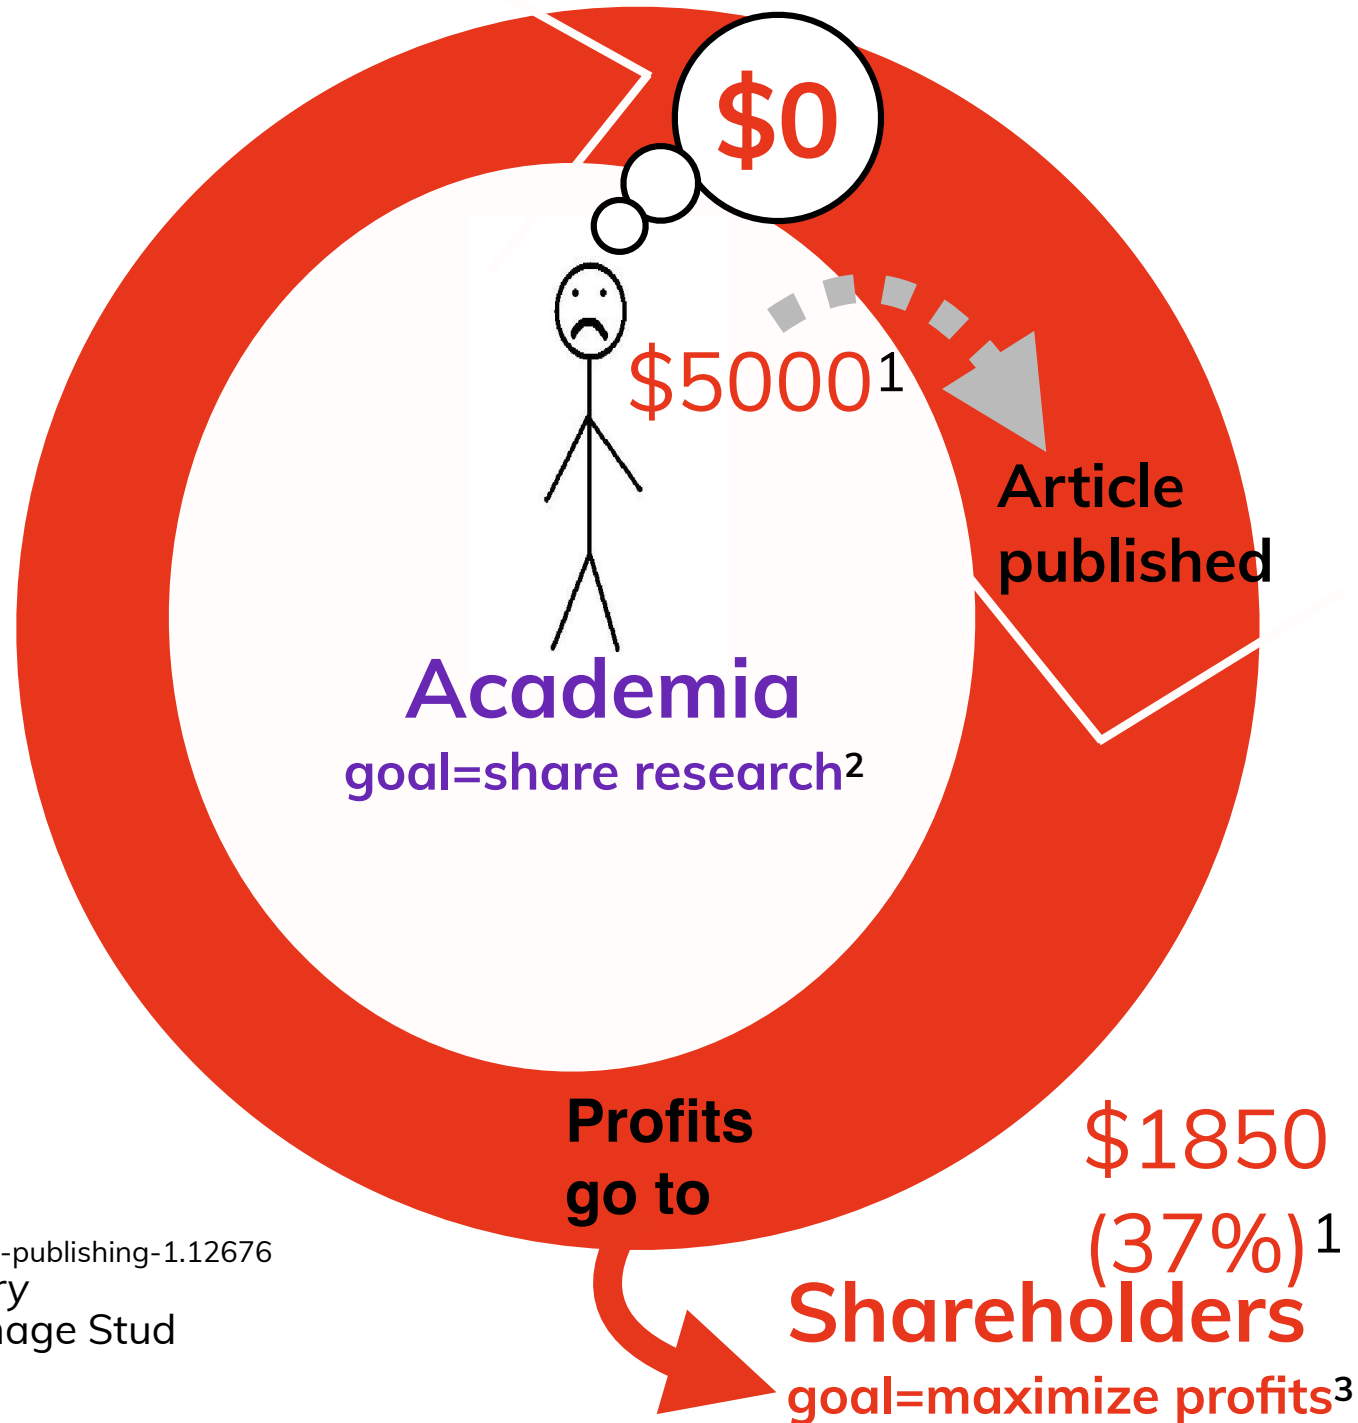 $0
$5000¹
Article
published
Academia
goal=share research²
Profits
go to
$1850
(37%)¹
Shareholders
goal=maximize profits³
-publishing-1.12676
Stud